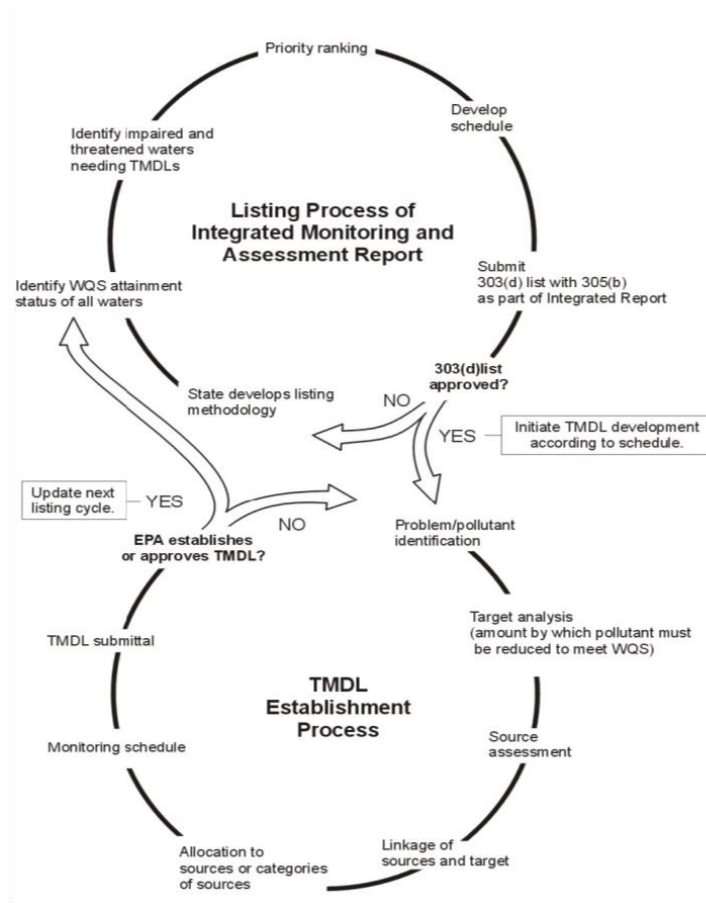 Priority ranking
Develop
schedule
Identify impaired and
threatened waters
needing TMDLs
Listing Process of
Integrated Monitoring and
Assessment Report
Submit
303(d) list with 305(b)
as part of Integrated Report
Identify WQS attainment
status of all waters
303(d)list
approved?
State develops listing
methodology
NO
YES
Initiate TMDL development
according to schedule.
Update next
listing cycle.
YES
NO
EPA establishes
or approves TMDL?
Problem/pollutant
identification
Target analysis
(amount by which pollutant must
be reduced to meet WQS)
TMDL submittal
TMDL
Establishment
Process
Source
assessment
Monitoring schedule
Linkage of
sources and target
Allocation to
sources or categories
of sources